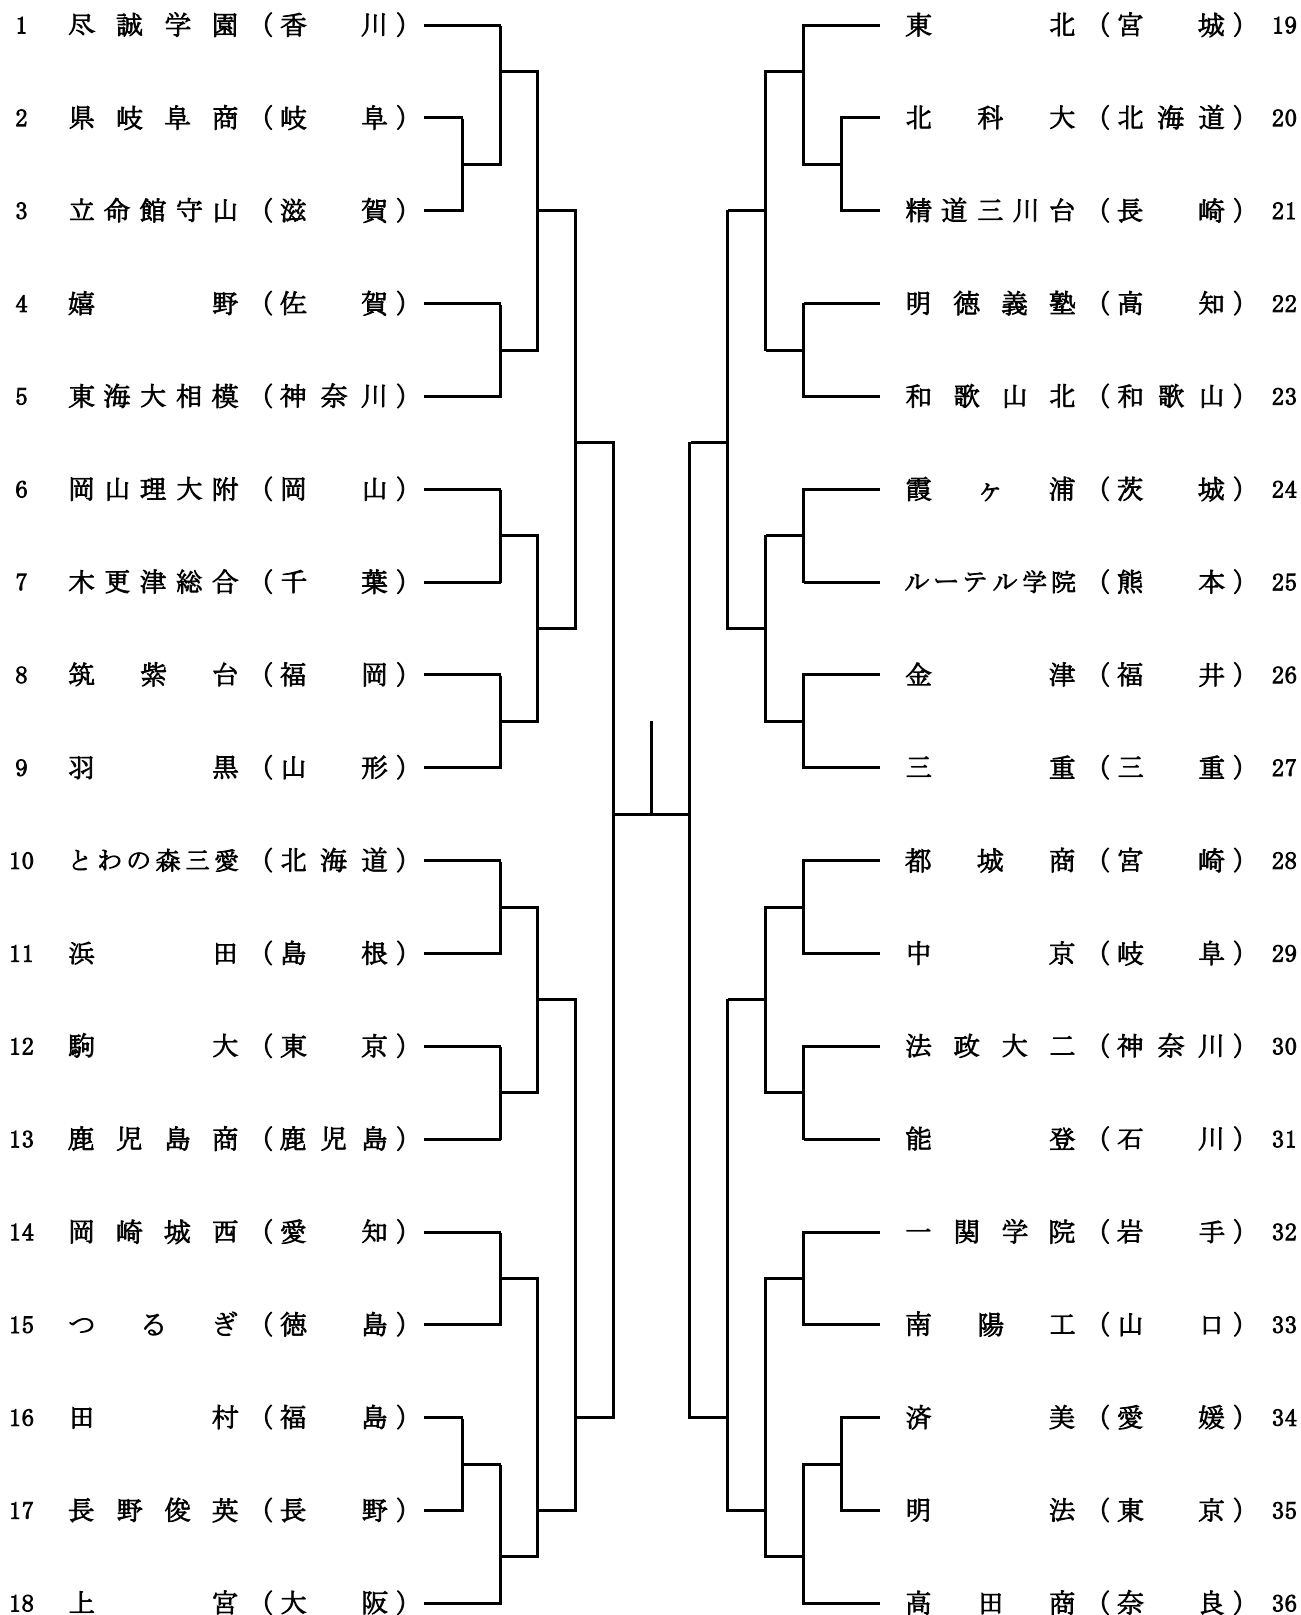 1 尽誠学園 (香川)
2 県岐阜商 (岐阜)
3 立命館守山 (滋賀)
4 嬉野 (佐賀)
5 東海大相模 (神奈川)
6 岡山理大附 (岡山)
7 木更津総合 (千葉)
8 筑紫台 (福岡)
9 羽黒 (山形)
10 とわの森三愛 (北海道)
11 浜田 (島根)
12 駒大 (東京)
13 鹿児島商 (鹿児島)
14 岡崎城西 (愛知)
15 つるぎ (徳島)
16 田村 (福島)
17 長野俊英 (長野)
18 上宮 (大阪)
東北 (宮城) 19
北科大 (北海道) 20
精道三川台 (長崎) 21
明徳義塾 (高知) 22
和歌山北 (和歌山) 23
霞ヶ浦 (茨城) 24
ルーテル学院 (熊本) 25
金津 (福井) 26
三重 (三重) 27
都城商 (宮崎) 28
中京 (岐阜) 29
法政大二 (神奈川) 30
能登 (石川) 31
一関学院 (岩手) 32
南陽工 (山口) 33
済美 (愛媛) 34
明法 (東京) 35
高田商 (奈良) 36